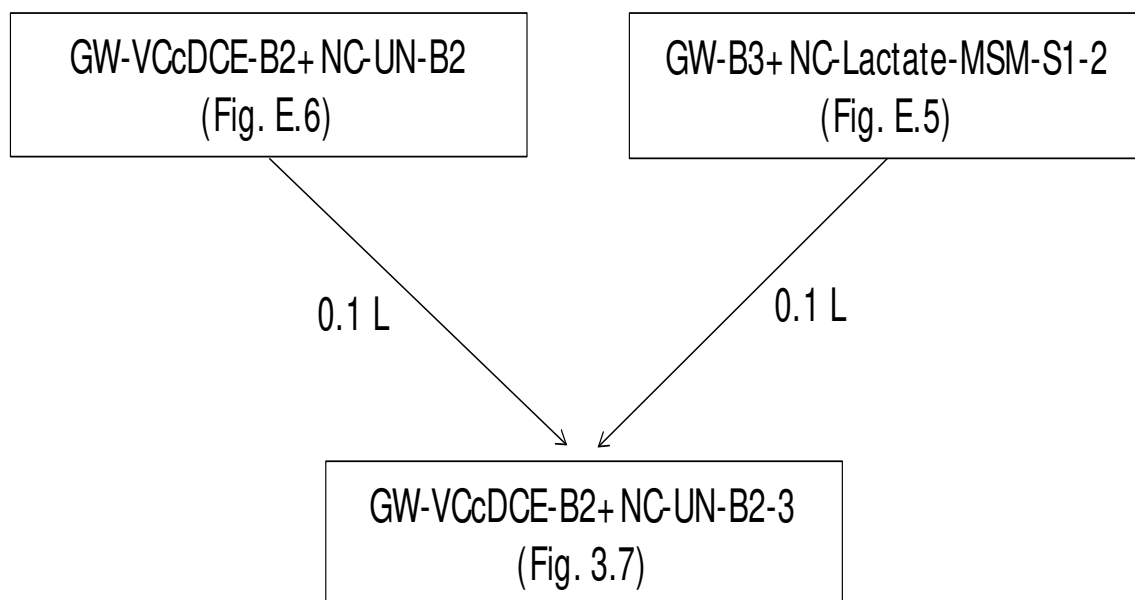 GW-VCcDCE-B2+NC-UN-B2
(Fig. E.6)
GW-B3+NC-Lactate-MSM-S1-2
(Fig. E.5)
0.1 L
0.1 L
GW-VCcDCE-B2+NC-UN-B2-3
(Fig. 3.7)